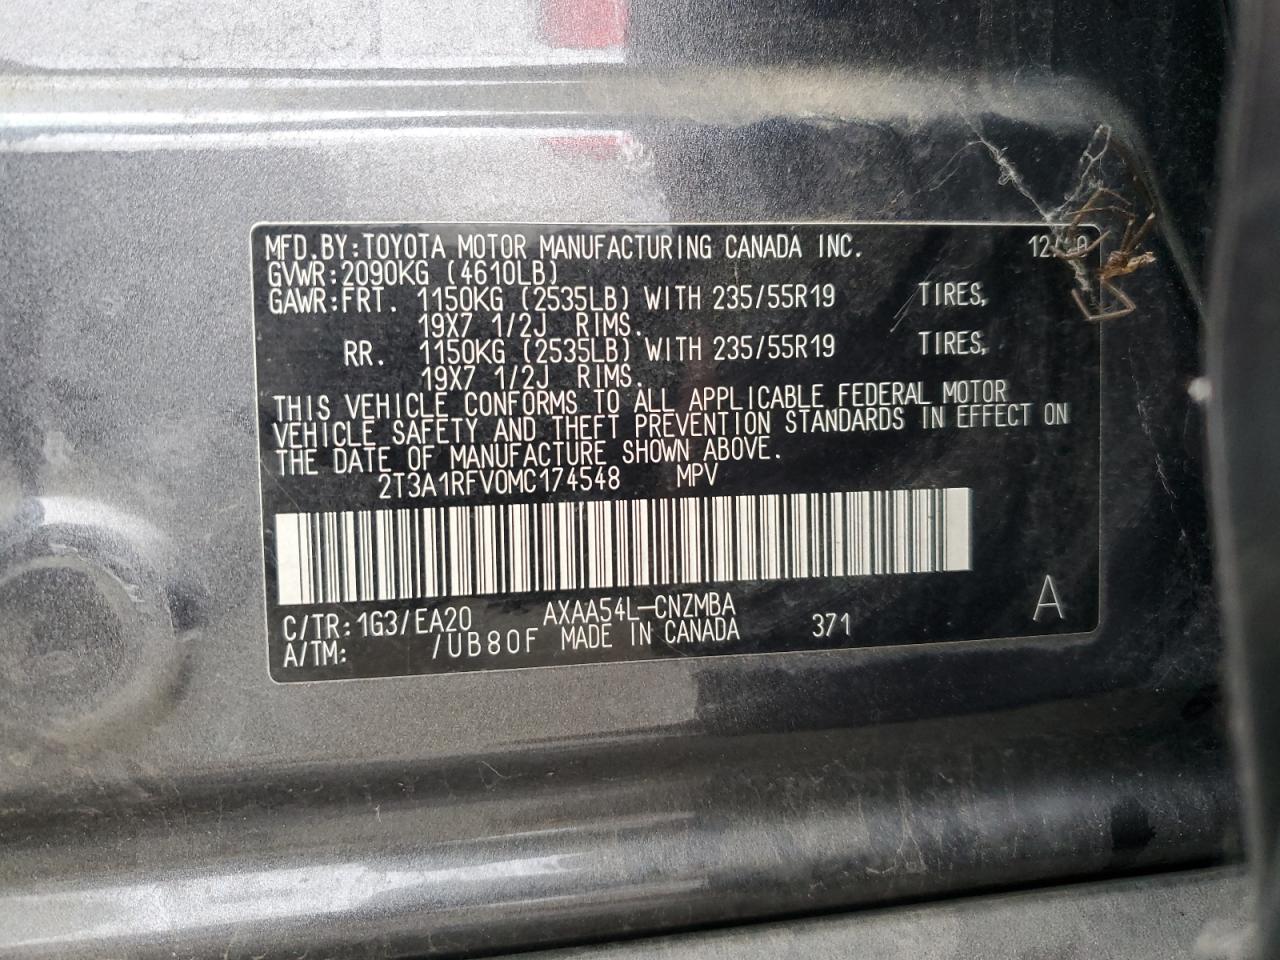 MFD.BY:TOYOTA MOTOR MANUFACTURING CANADA INC.
GVWR:2090KG (4610LB)
GAWR:FRT. 1150KG (2535LB) WITH 235/55R19 TIRES,
19X7 1/2J RIMS.
RR. 1150KG (2535LB) WITH 235/55R19 TIRES,
19X7 1/2J RIMS.
THIS VEHICLE CONFORMS TO ALL APPLICABLE FEDERAL MOTOR
VEHICLE SAFETY AND THEFT PREVENTION STANDARDS IN EFFECT ON
THE DATE OF MANUFACTURE SHOWN ABOVE.
2T3A1RFV0MC174548 MPV
C/TR:1G3/EA20 AXAA54L-CNZMBA A
A/TM: /UB80F MADE IN CANADA 371